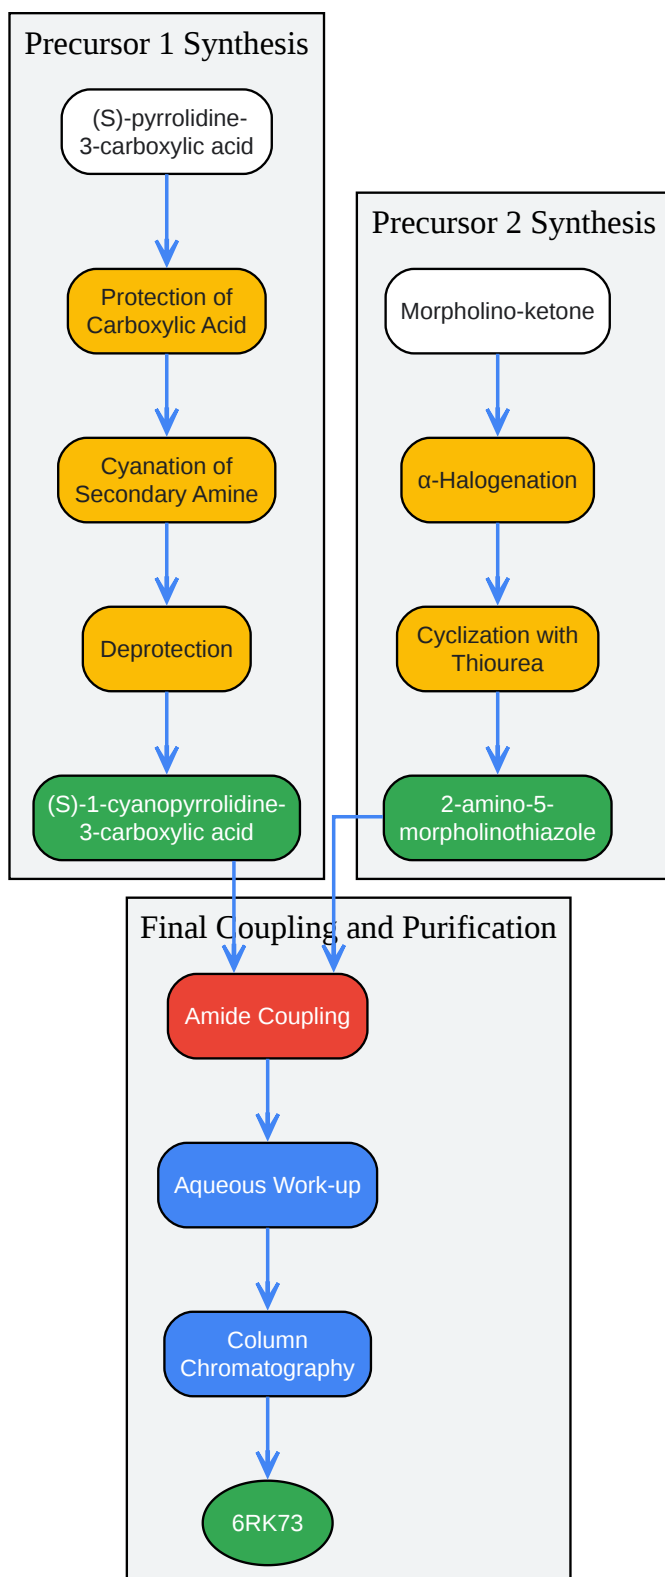 Precursor 1 Synthesis
(S)-pyrrolidine-
3-carboxylic acid
Protection of
Carboxylic Acid
Cyanation of
Secondary Amine
Deprotection
(S)-1-cyanopyrrolidine-
3-carboxylic acid
Precursor 2 Synthesis
Morpholino-ketone
α-Halogenation
Cyclization with
Thiourea
2-amino-5-
morpholinothiazole
Final Coupling and Purification
Amide Coupling
Aqueous Work-up
Column
Chromatography
6RK73